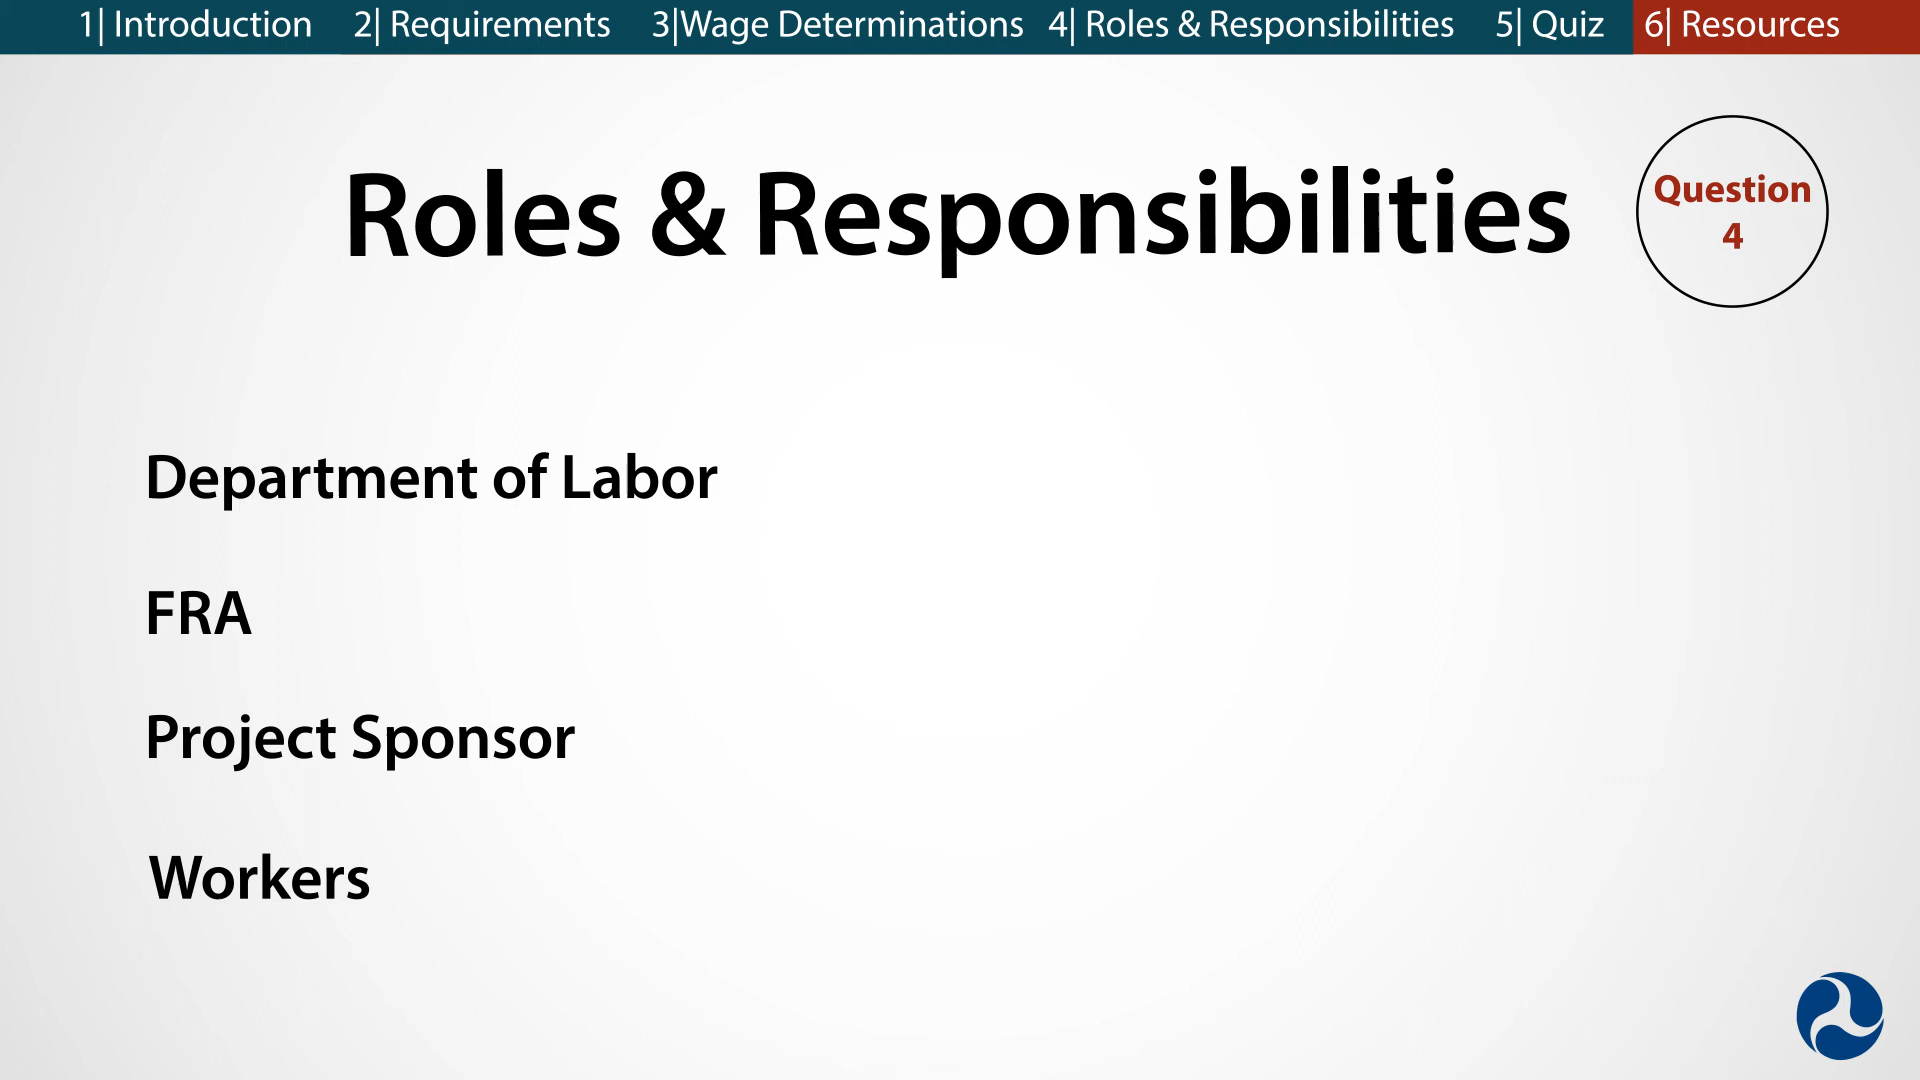 1| Introduction 2| Requirements 3|Wage Determinations 4| Roles & Responsibilities 5| Quiz 6| Resources
Roles & Responsibilities
Question
4
Department of Labor
FRA
Project Sponsor
Workers